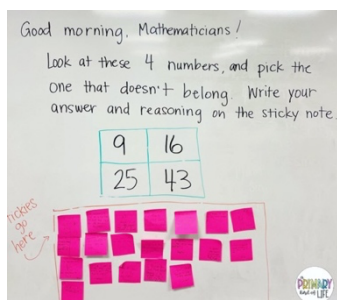 Good morning, Mathematicians!
Look at these 4 numbers, and pick the
one that doesn't belong. Write your
answer and reasoning on the sticky note.
9 16
25 43
stickies
go
here
PRIMARY